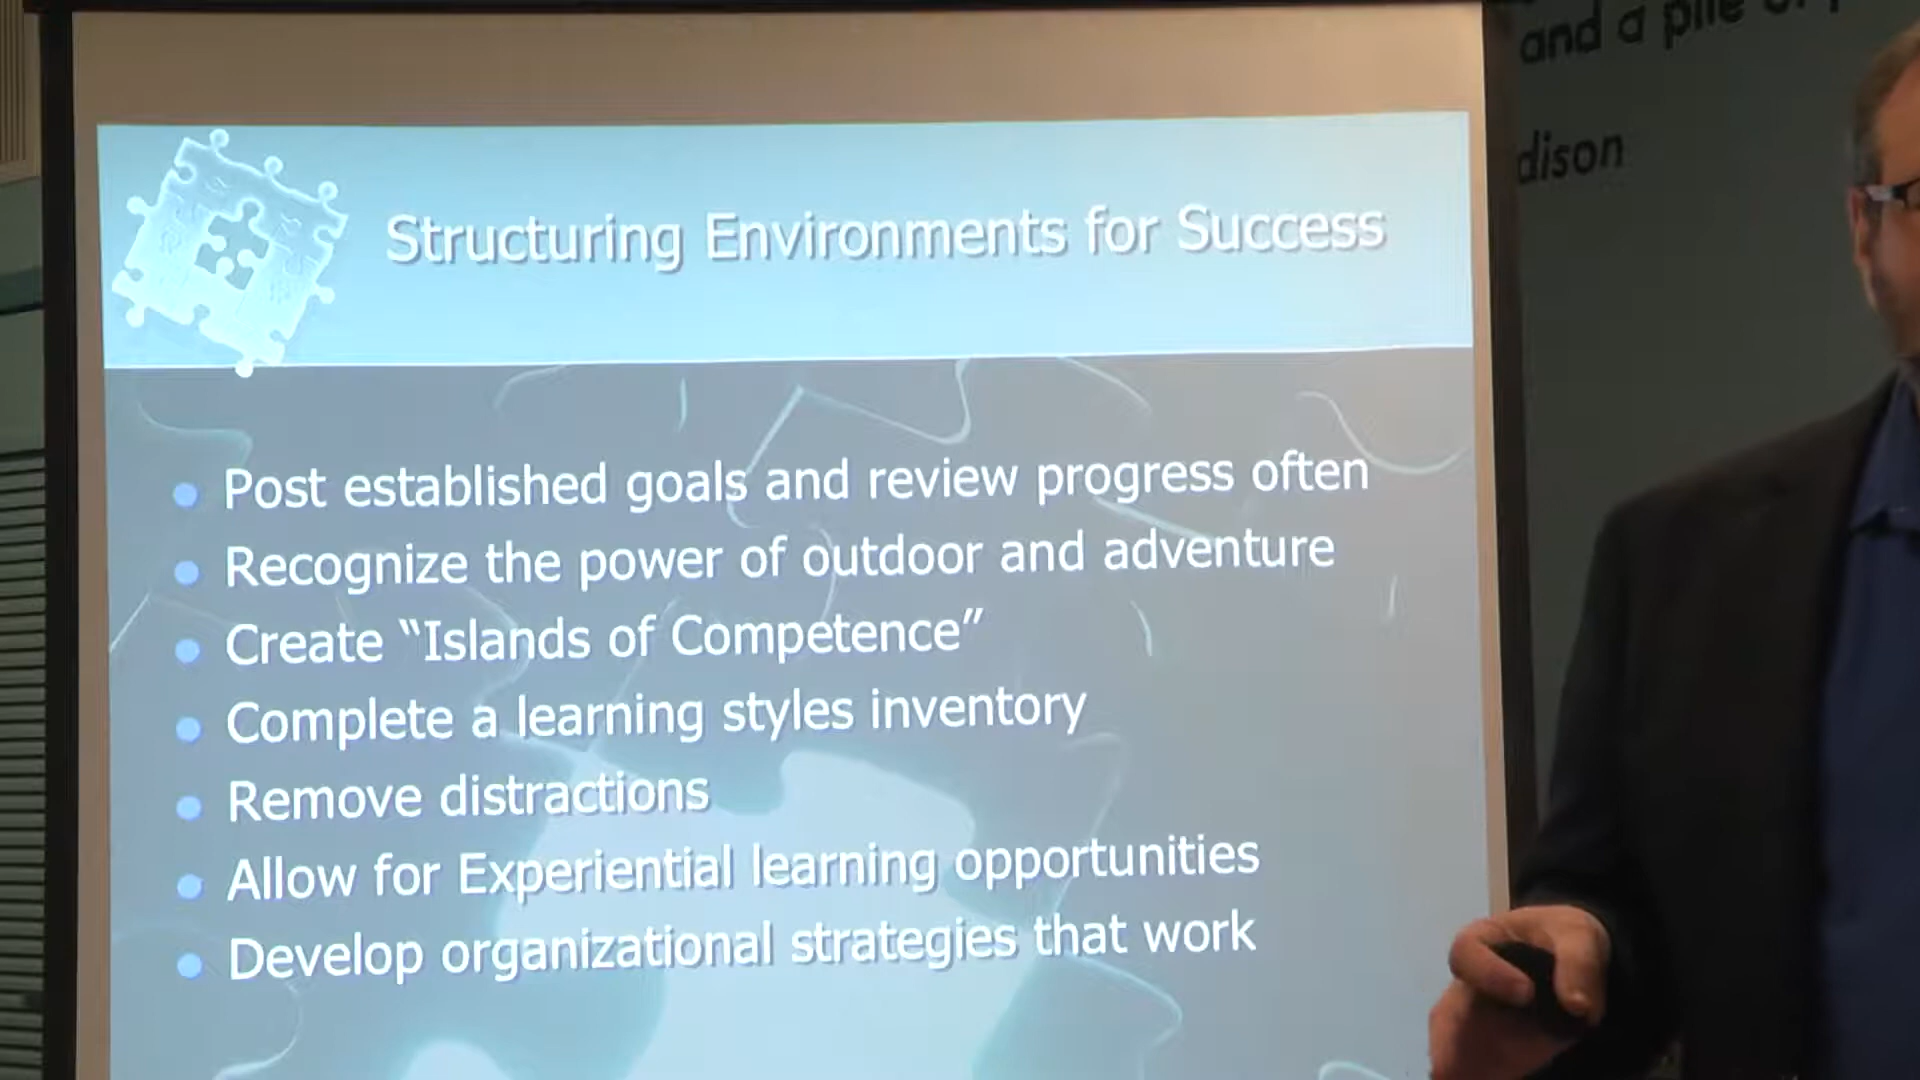 and a pile
dison
Structuring Environments for Success
Post established goals and review progress often
Recognize the power of outdoor and adventure
Create “Islands of Competence”
Complete a learning styles inventory
Remove distractions
Allow for Experiential learning opportunities
Develop organizational strategies that work